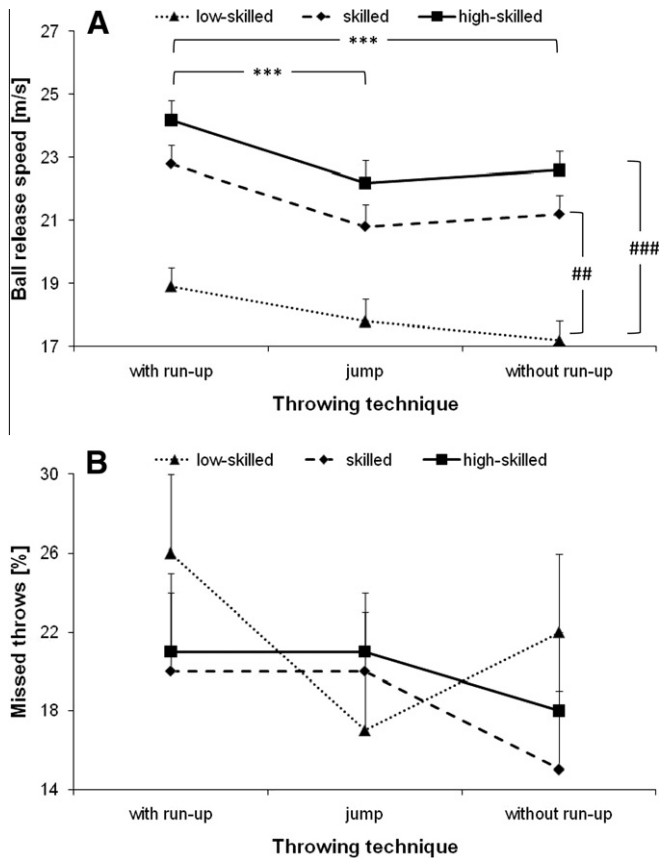 A
low-skilled skilled high-skilled
27
25
23
21
19
17
Ball release speed [m/s]
***
***
##
###
with run-up jump without run-up
Throwing technique
B
low-skilled skilled high-skilled
30
26
22
18
14
Missed throws [%]
with run-up jump without run-up
Throwing technique